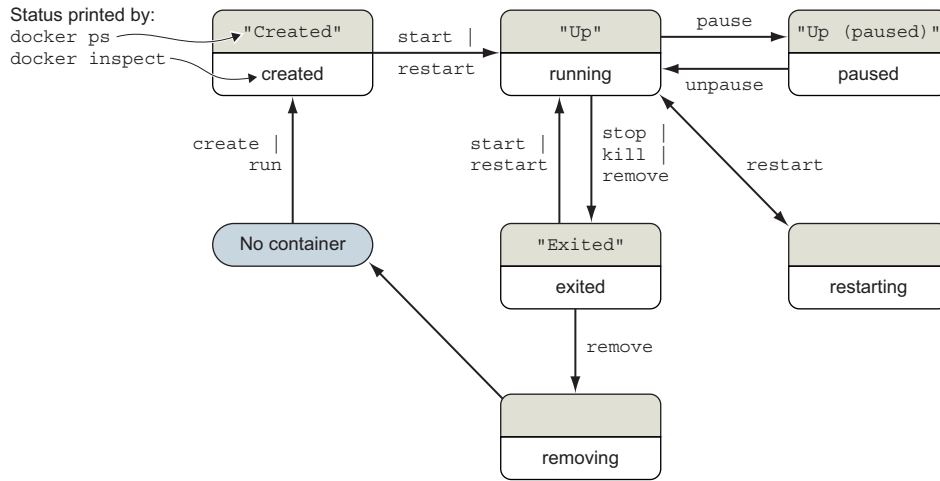 Status printed by:
docker ps
docker inspect
"Created"
created
start |
restart
"Up"
running
pause
unpause
"Up (paused)"
paused
create |
run
start |
restart
stop |
kill |
remove
restart
No container
"Exited"
exited
restarting
remove
removing